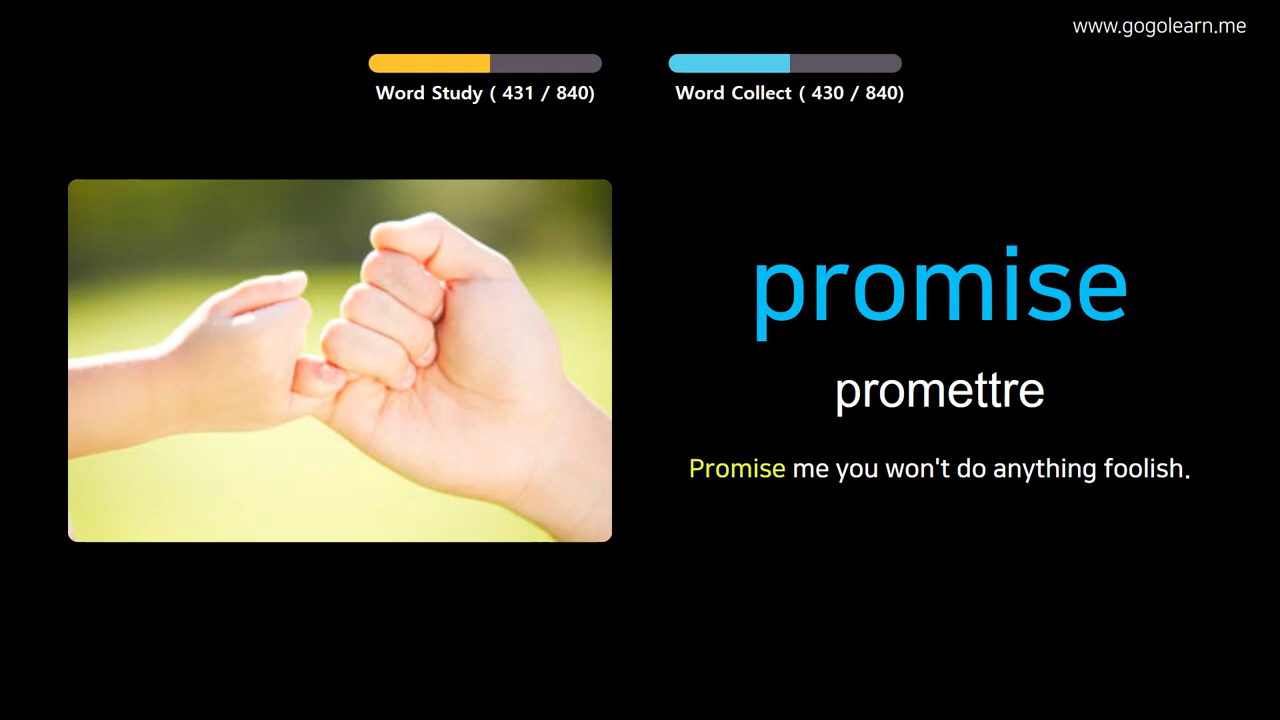 www.gogolearn.me
Word Study ( 431 / 840)
Word Collect ( 430 / 840)
promise
promettre
Promise me you won't do anything foolish.